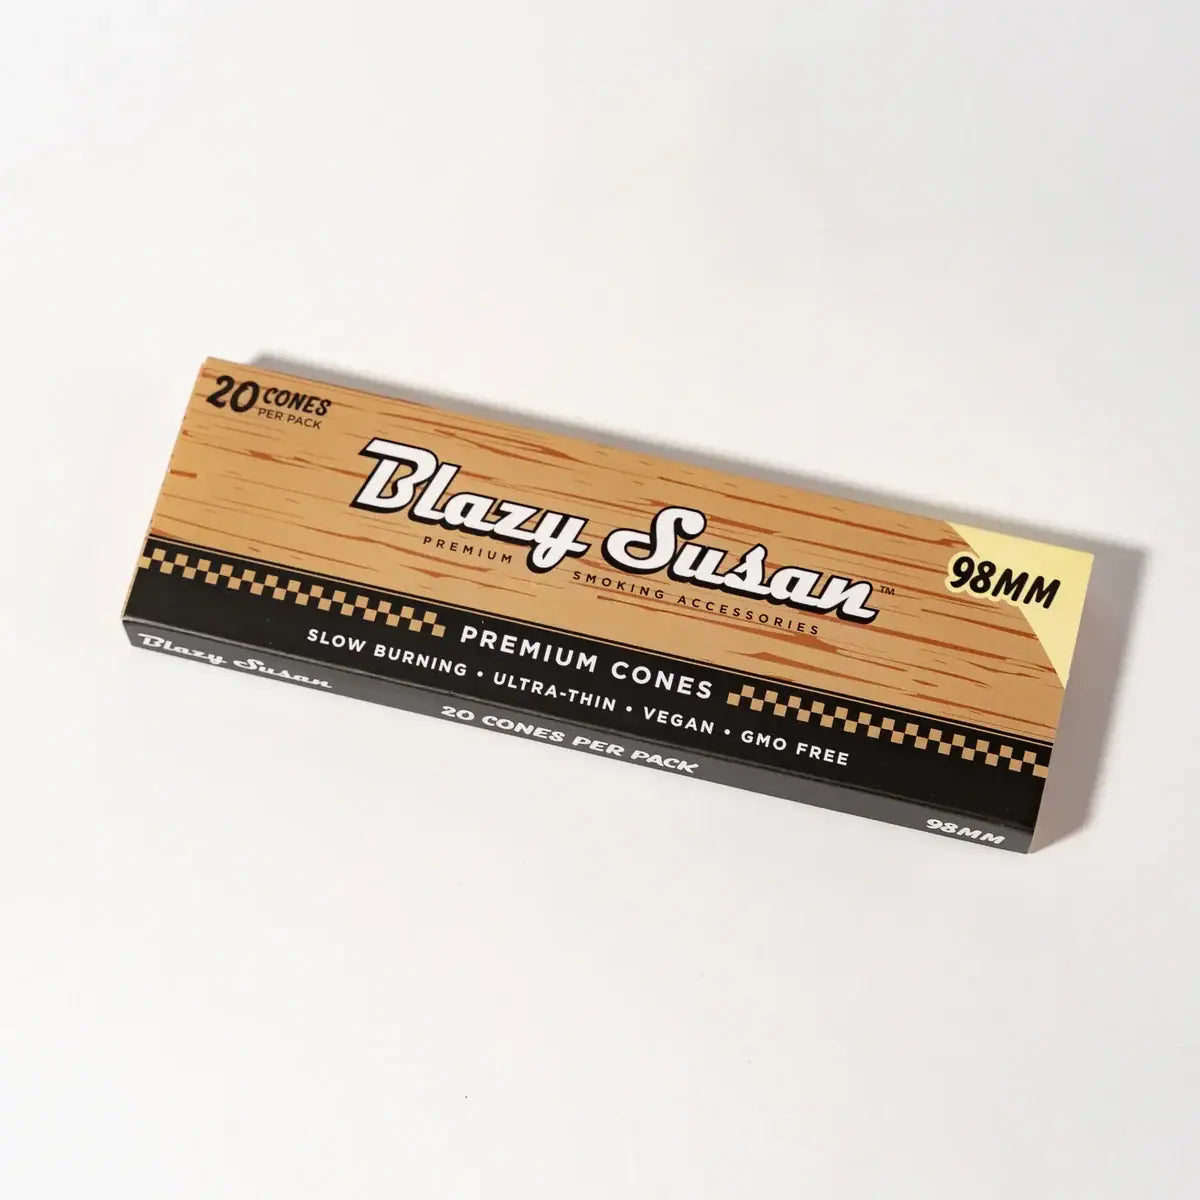 20 CONES
PER PACK
Blazy Susan™
PREMIUM SMOKING ACCESSORIES
98MM
PREMIUM CONES
SLOW BURNING • ULTRA-THIN • VEGAN • GMO FREE
Blazy Susan
20 CONES PER PACK
98MM